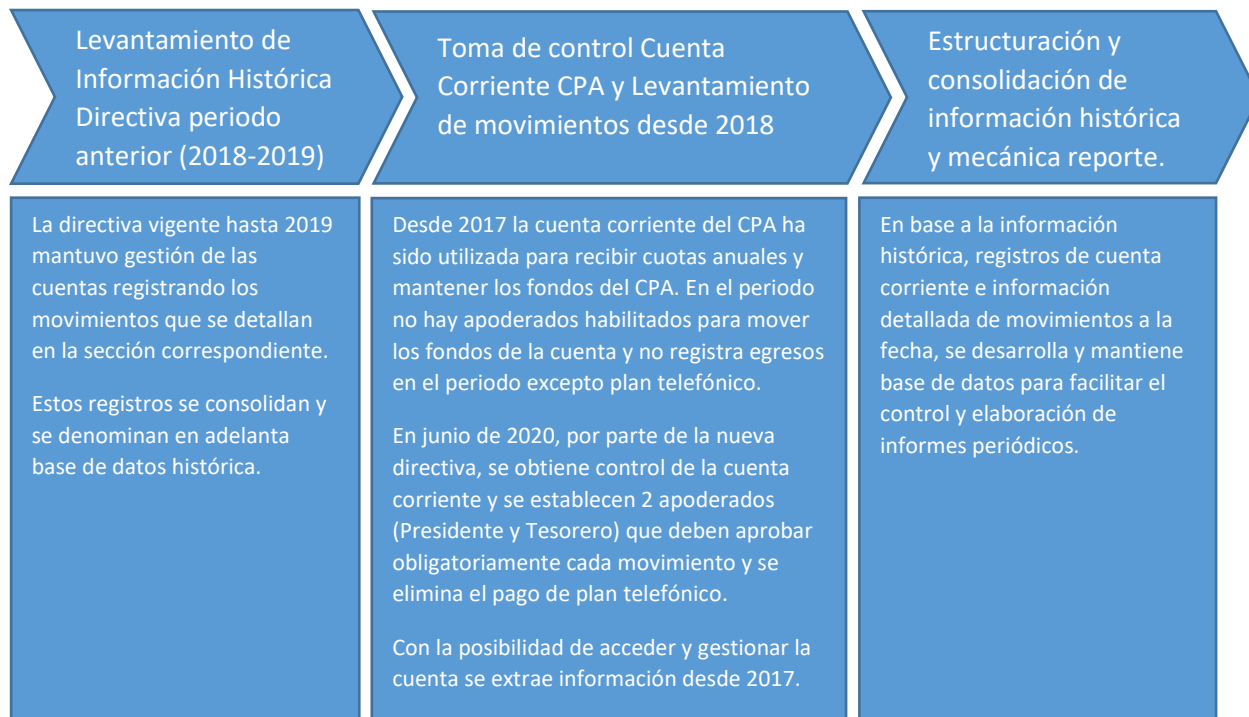 Levantamiento de
Información Histórica
Directiva periodo
anterior (2018-2019)
Toma de control Cuenta
Corriente CPA y Levantamiento
de movimientos desde 2018
Estructuración y
consolidación de
información histórica
y mecánica reporte.
La directiva vigente hasta 2019
mantuvo gestión de las
cuentas registrando los
movimientos que se detallan
en la sección correspondiente.
Estos registros se consolidan y
se denominan en adelanta
base de datos histórica.
Desde 2017 la cuenta corriente del CPA ha
sido utilizada para recibir cuotas anuales y
mantener los fondos del CPA. En el periodo
no hay apoderados habilitados para mover
los fondos de la cuenta y no registra egresos
en el periodo excepto plan telefónico.
En junio de 2020, por parte de la nueva
directiva, se obtiene control de la cuenta
corriente y se establecen 2 apoderados
(Presidente y Tesorero) que deben aprobar
obligatoriamente cada movimiento y se
elimina el pago de plan telefónico.
Con la posibilidad de acceder y gestionar la
cuenta se extrae información desde 2017.
En base a la información
histórica, registros de cuenta
corriente e información
detallada de movimientos a la
fecha, se desarrolla y mantiene
base de datos para facilitar el
control y elaboración de
informes periódicos.